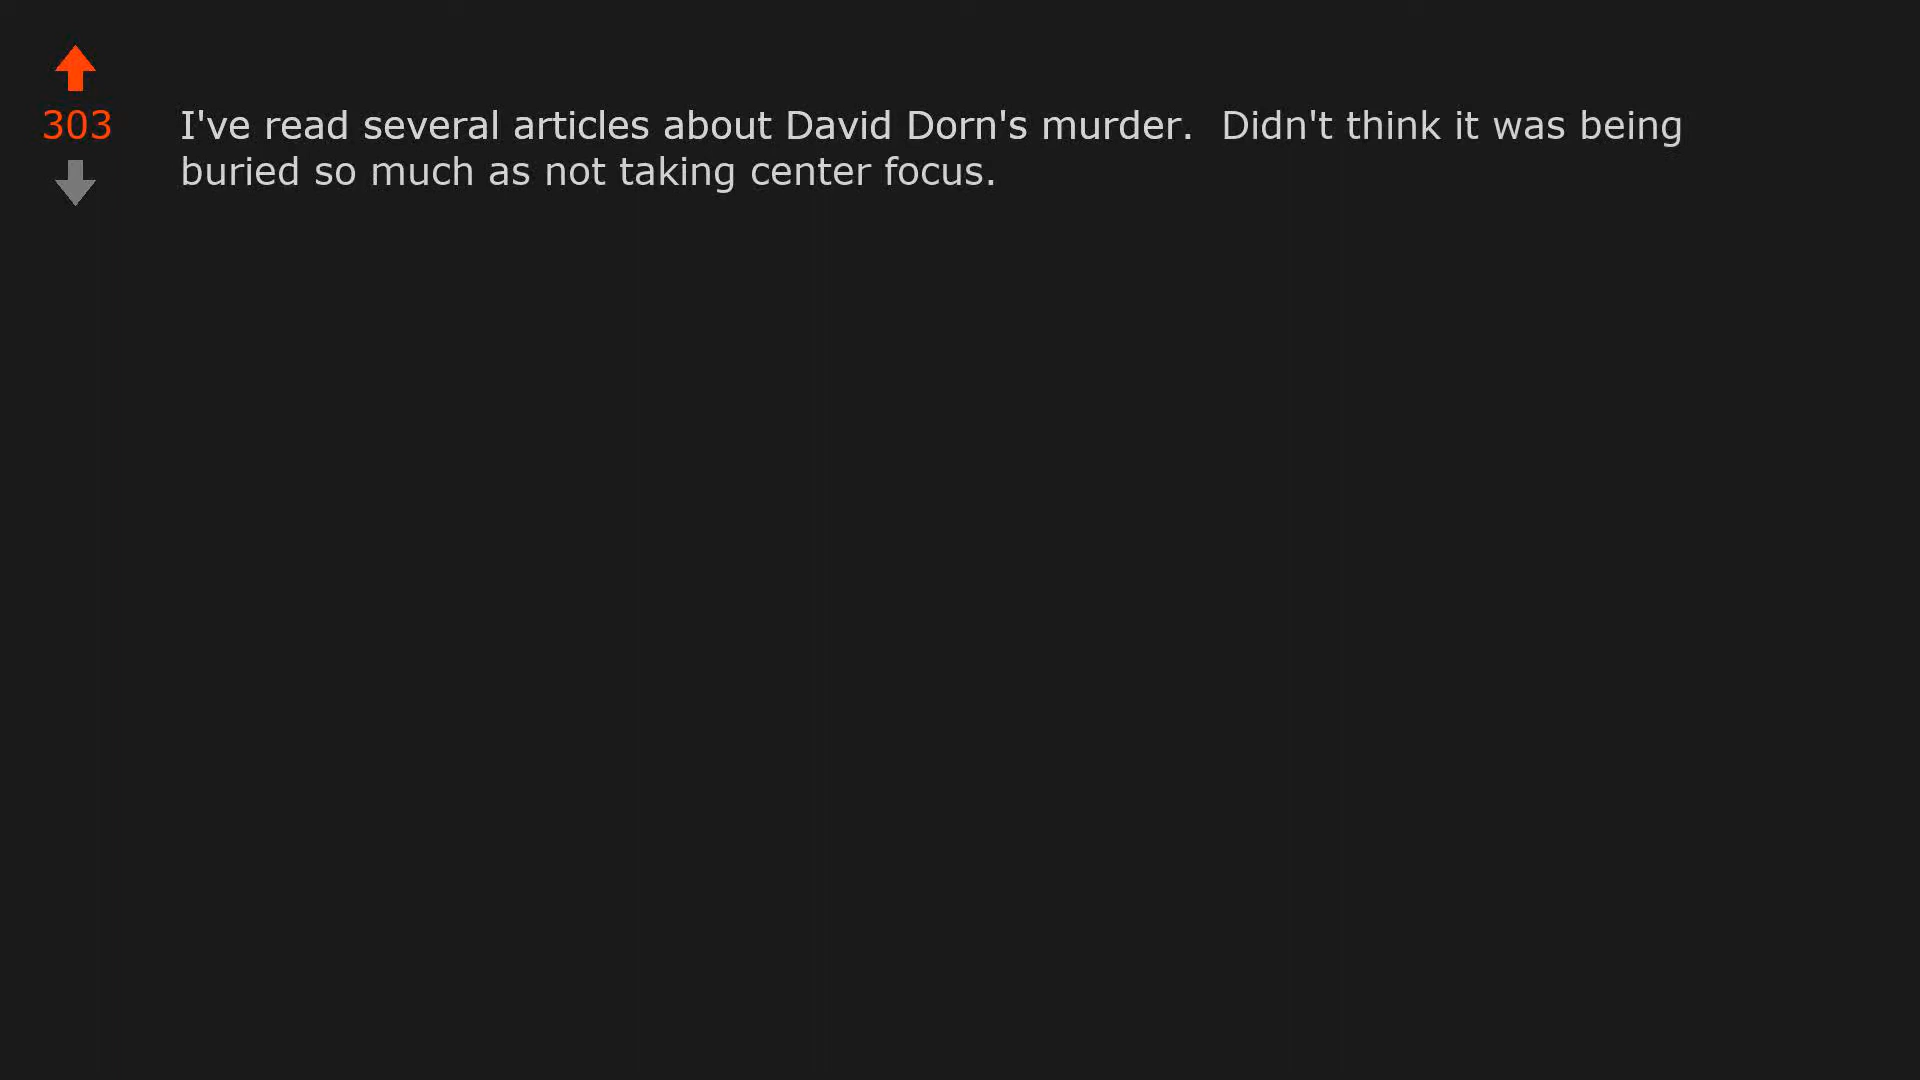 303
I've read several articles about David Dorn's murder.  Didn't think it was being
buried so much as not taking center focus.